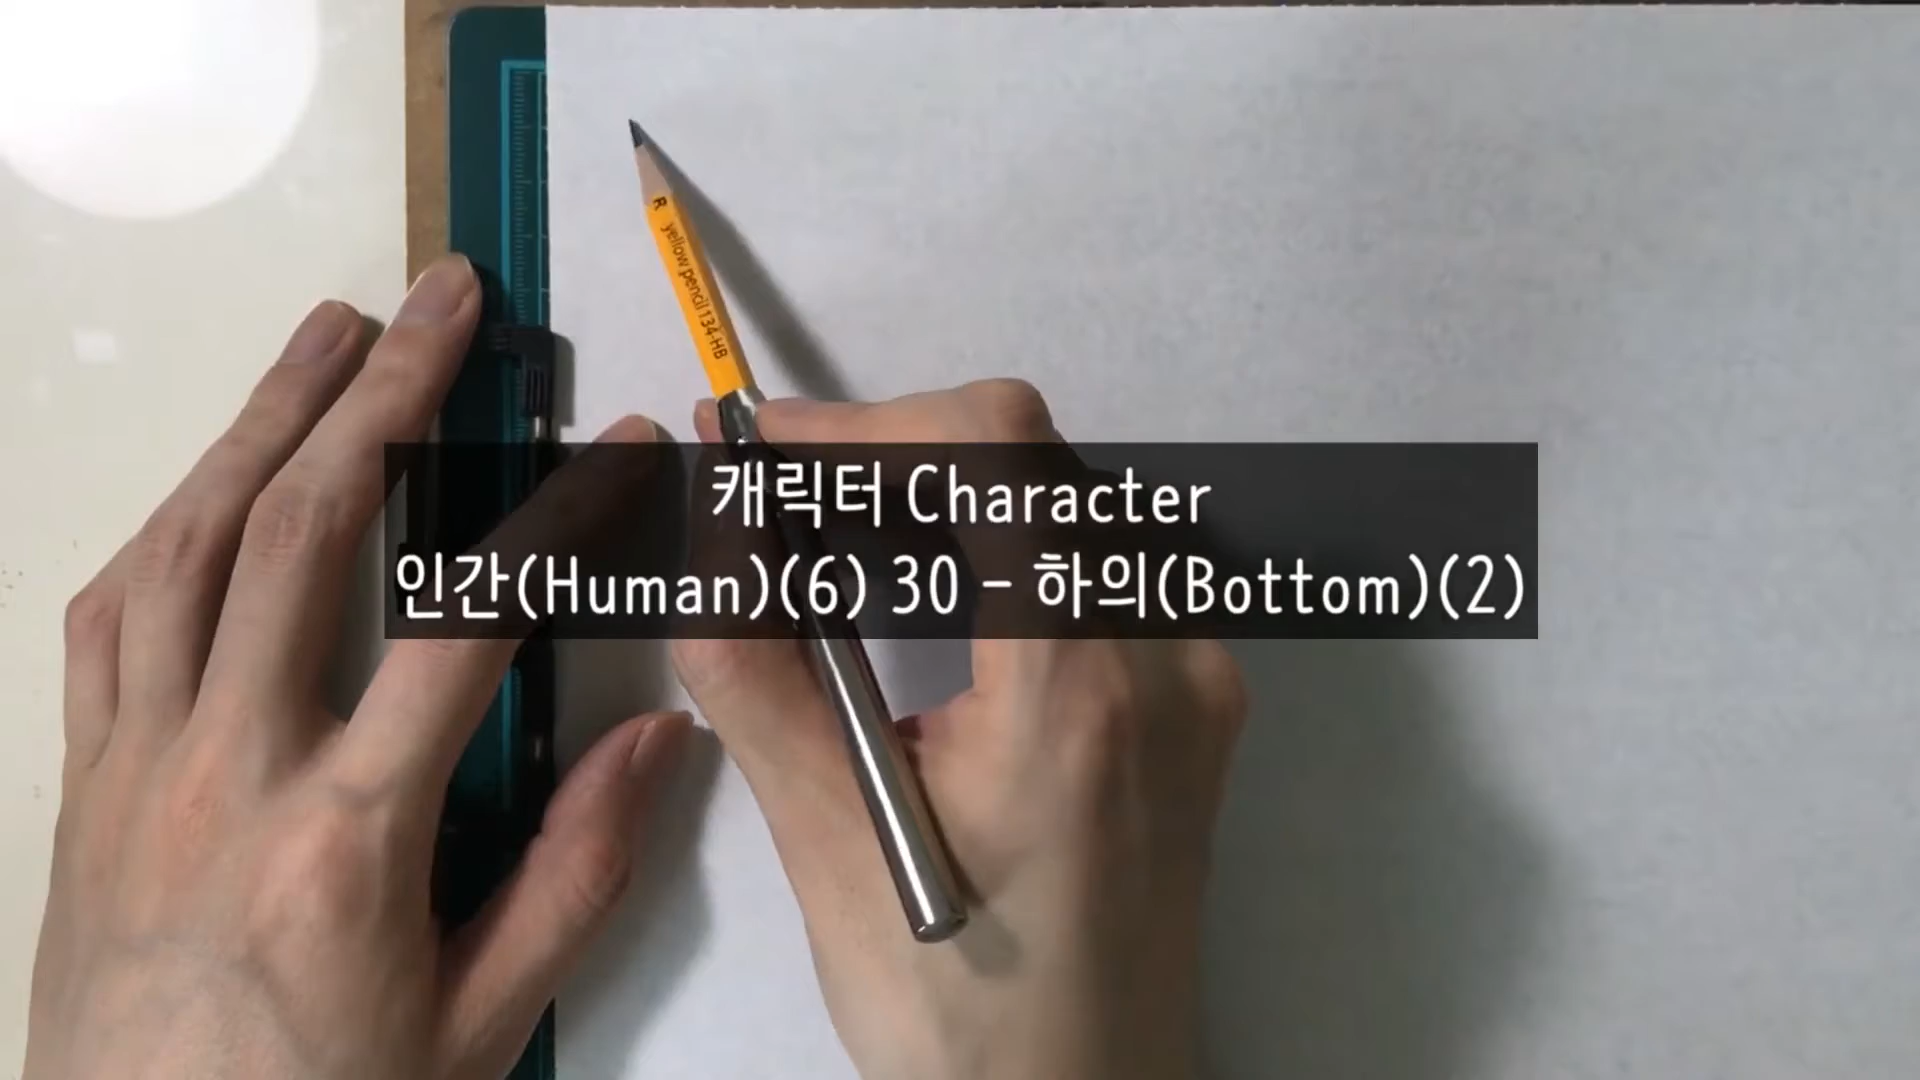 R yellow pencil 134-HB
캐릭터 Character
인간(Human)(6) 30 - 하의(Bottom)(2)